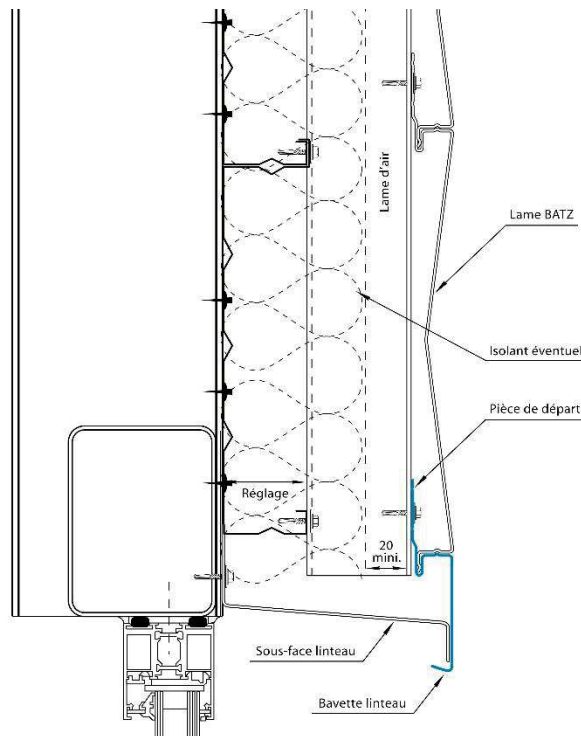 Lame d'air
Lame BATZ
Isolant éventuel
Pièce de départ
Réglage
20
mini.
Sous-face linteau
Bavette linteau